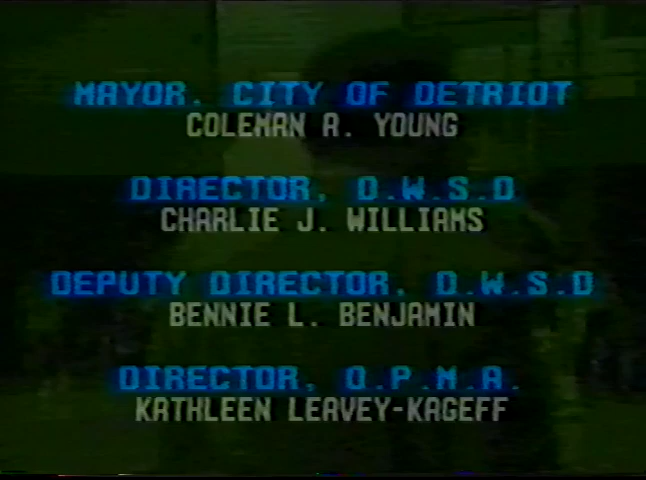 MAYOR, CITY OF DETRIOT
COLEMAN A. YOUNG
DIRECTOR, D.W.S.D
CHARLIE J. WILLIAMS
DEPUTY DIRECTOR, D.W.S.D
BENNIE L. BENJAMIN
DIRECTOR, O.P.M.A.
KATHLEEN LEAVEY-KAGEFF